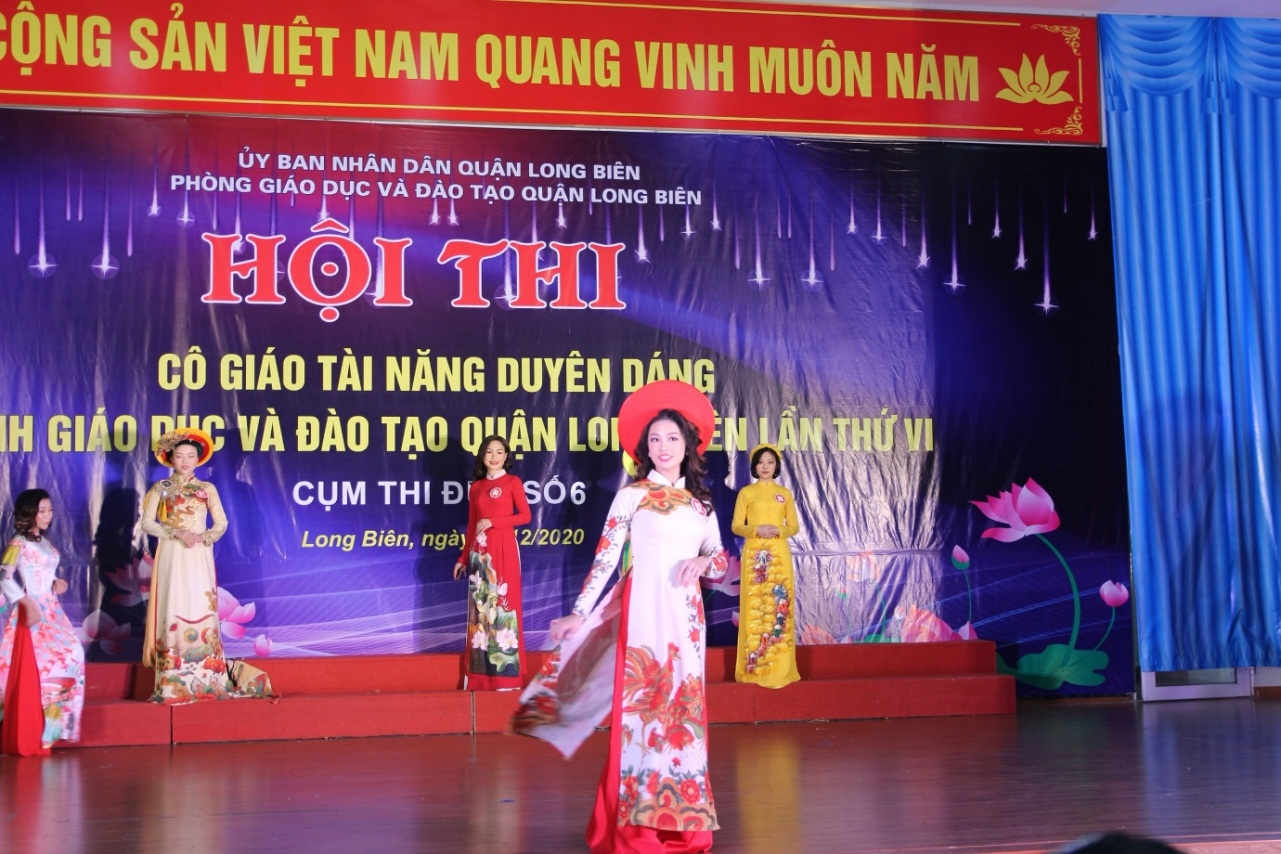 CỘNG SẢN VIỆT NAM QUANG VINH MUÔN NĂM
ỦY BAN NHÂN DÂN QUẬN LONG BIÊN
PHÒNG GIÁO DỤC VÀ ĐÀO TẠO QUẬN LONG BIÊN
HỘI THI
CÔ GIÁO TÀI NĂNG DUYÊN DÁNG
GIÁO DỤC VÀ ĐÀO TẠO QUẬN LẦN THỨ VI
CỤM THI SỐ 6
Long Biên, ngày 12/2020